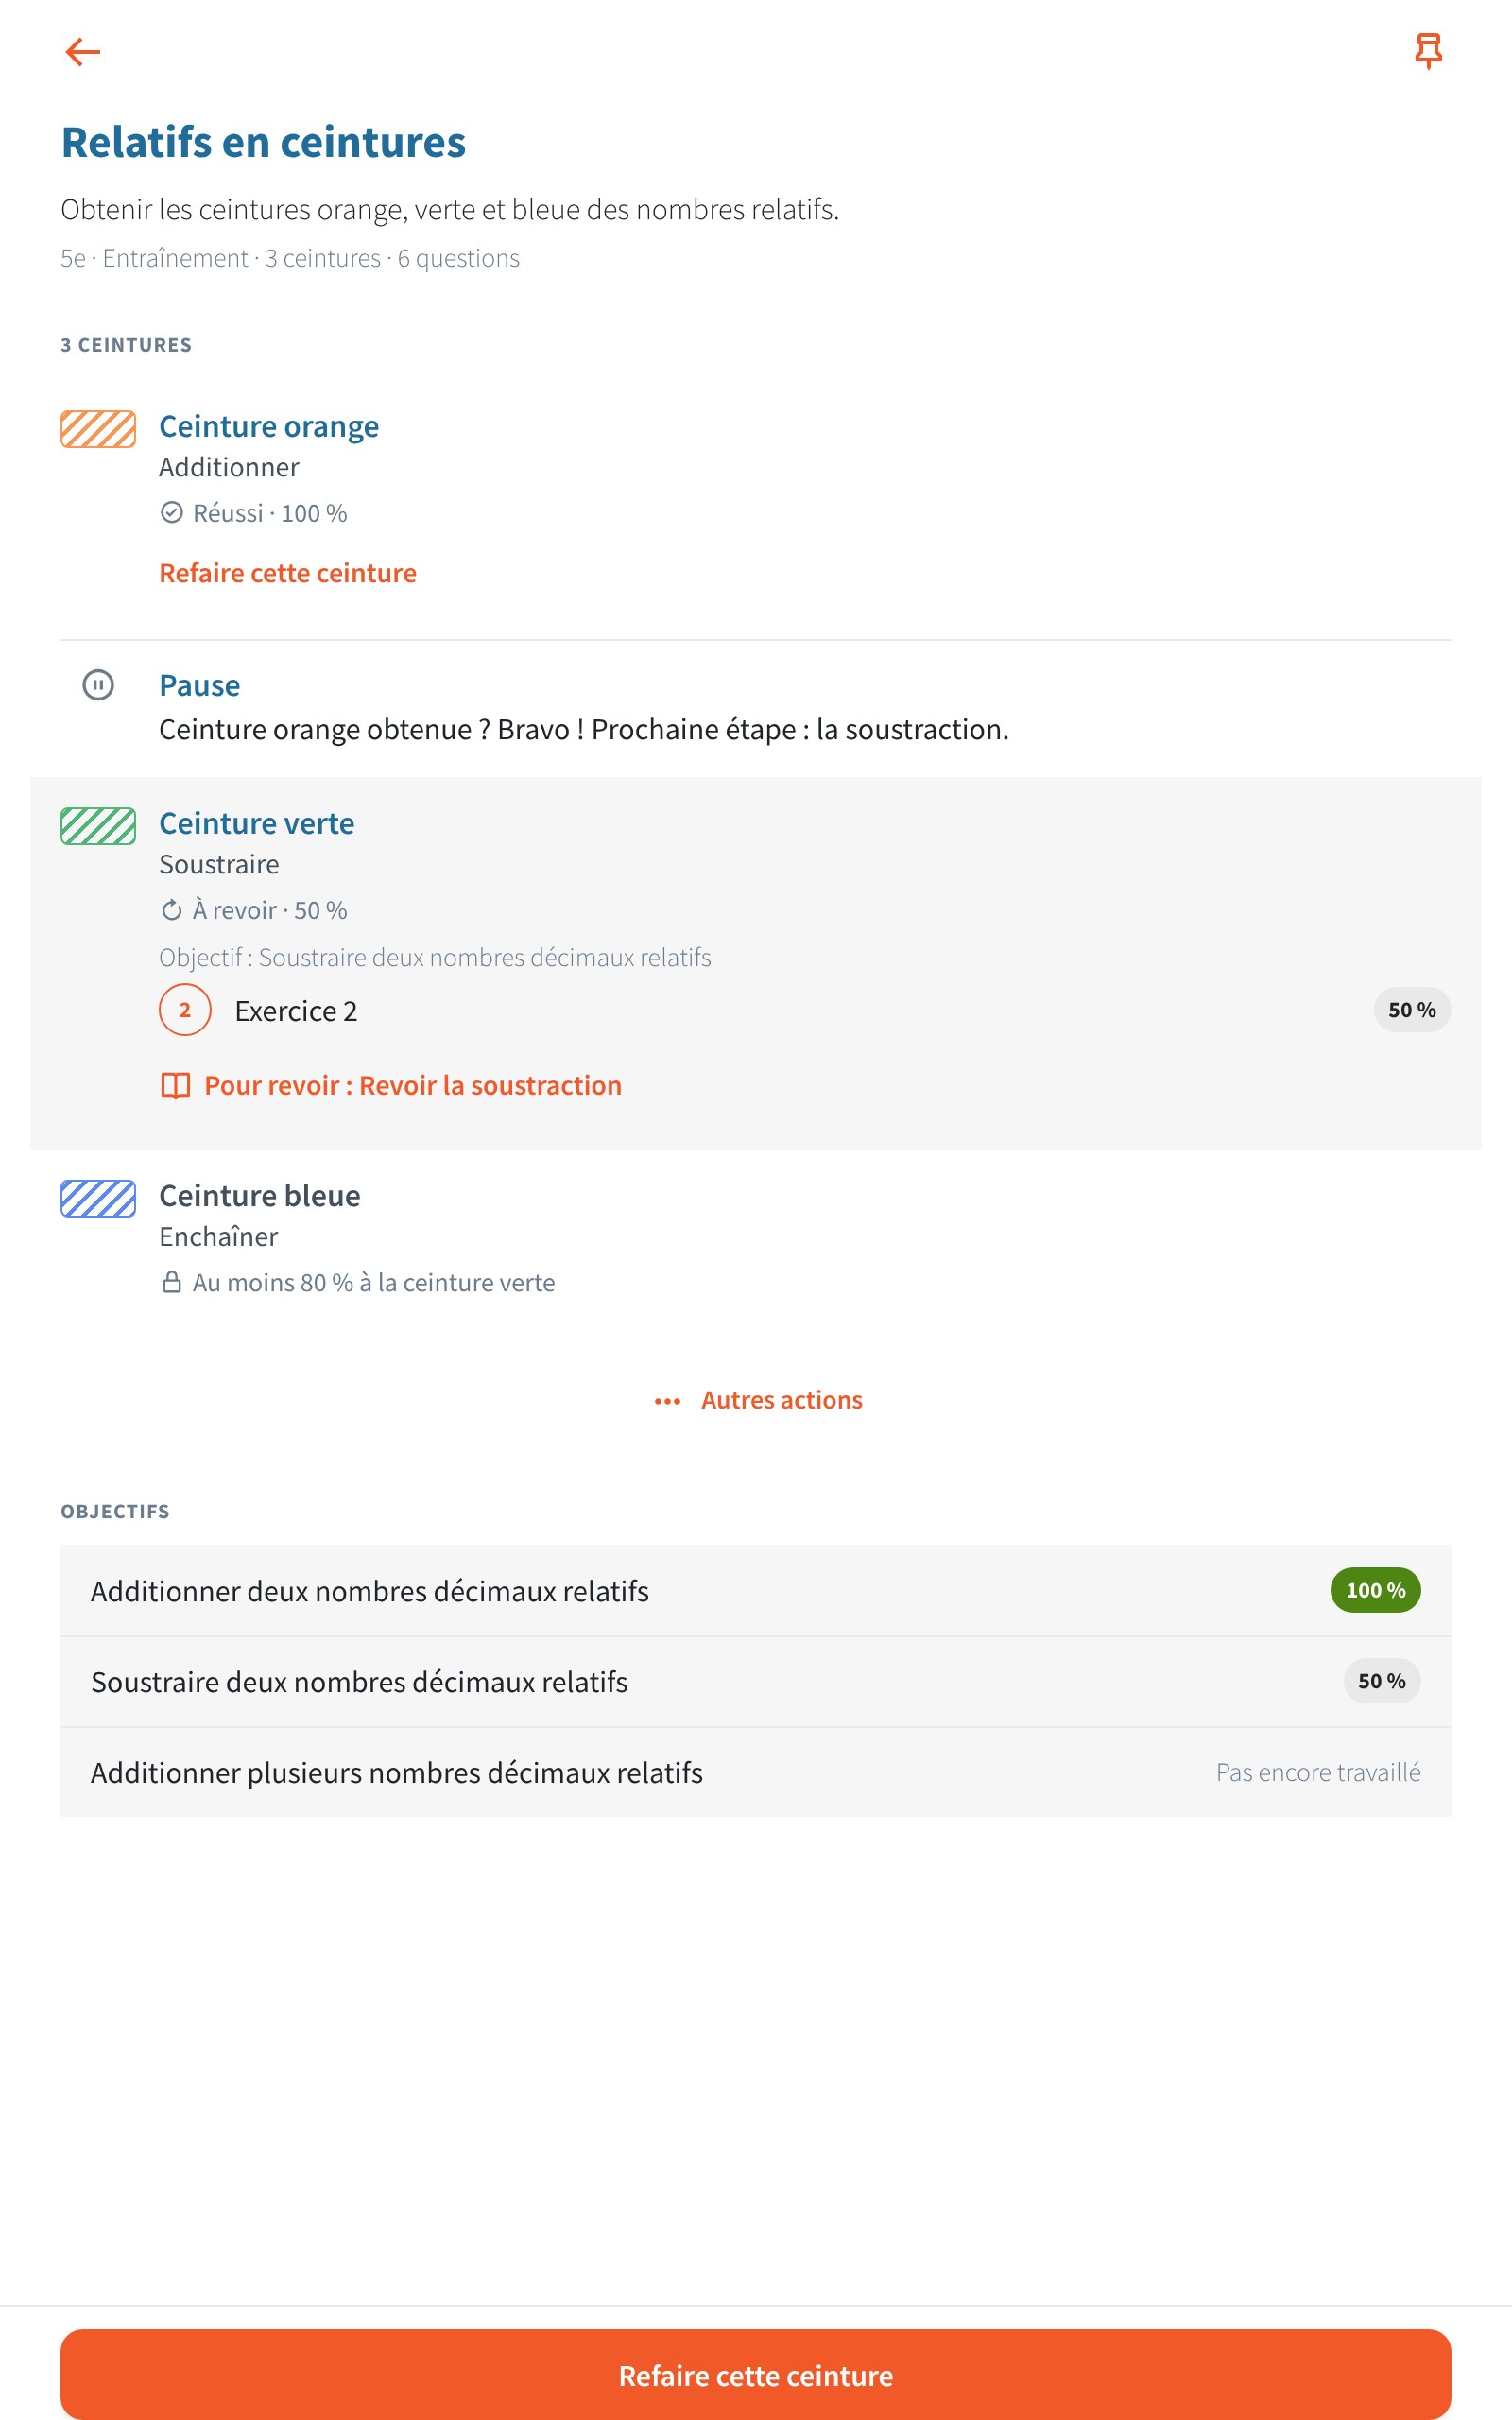 Relatifs en ceintures
Obtenir les ceintures orange, verte et bleue des nombres relatifs.
5e · Entraînement · 3 ceintures · 6 questions
3 CEINTURES
Ceinture orange
Additionner
Réussi · 100 %
Refaire cette ceinture
Pause
Ceinture orange obtenue ? Bravo ! Prochaine étape : la soustraction.
Ceinture verte
Soustraire
À revoir · 50 %
Objectif : Soustraire deux nombres décimaux relatifs
2 Exercice 2 50 %
Pour revoir : Revoir la soustraction
Ceinture bleue
Enchaîner
Au moins 80 % à la ceinture verte
Autres actions
OBJECTIFS
Additionner deux nombres décimaux relatifs 100 %
Soustraire deux nombres décimaux relatifs 50 %
Additionner plusieurs nombres décimaux relatifs Pas encore travaillé
Refaire cette ceinture